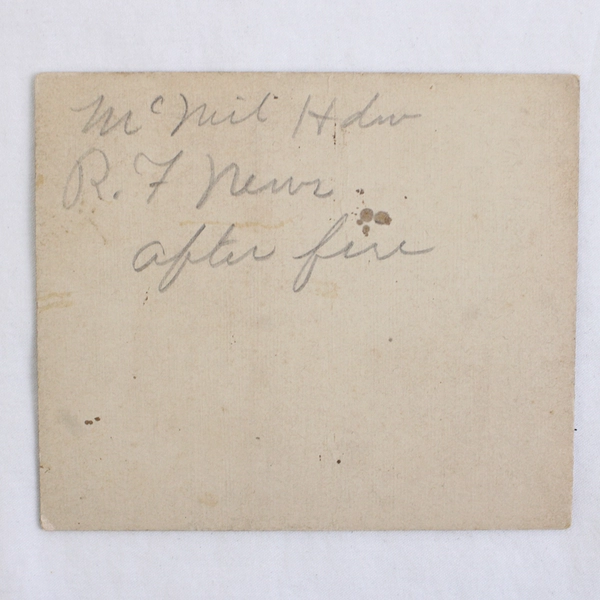 McNeil Hdw
R. F News
after fire